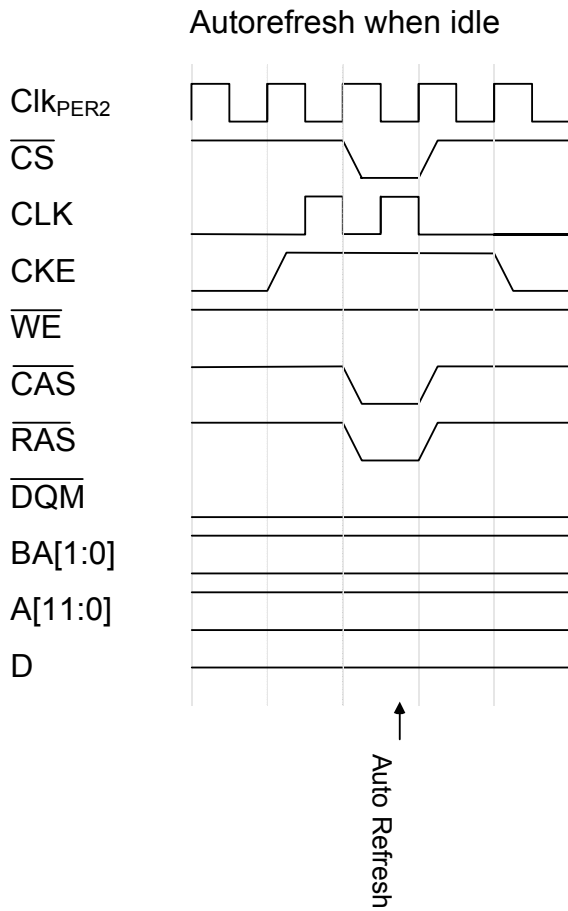 Autorefresh when idle
ClkPER2
CS
CLK
CKE
WE
CAS
RAS
DQM
BA[1:0]
A[11:0]
D
Auto Refresh